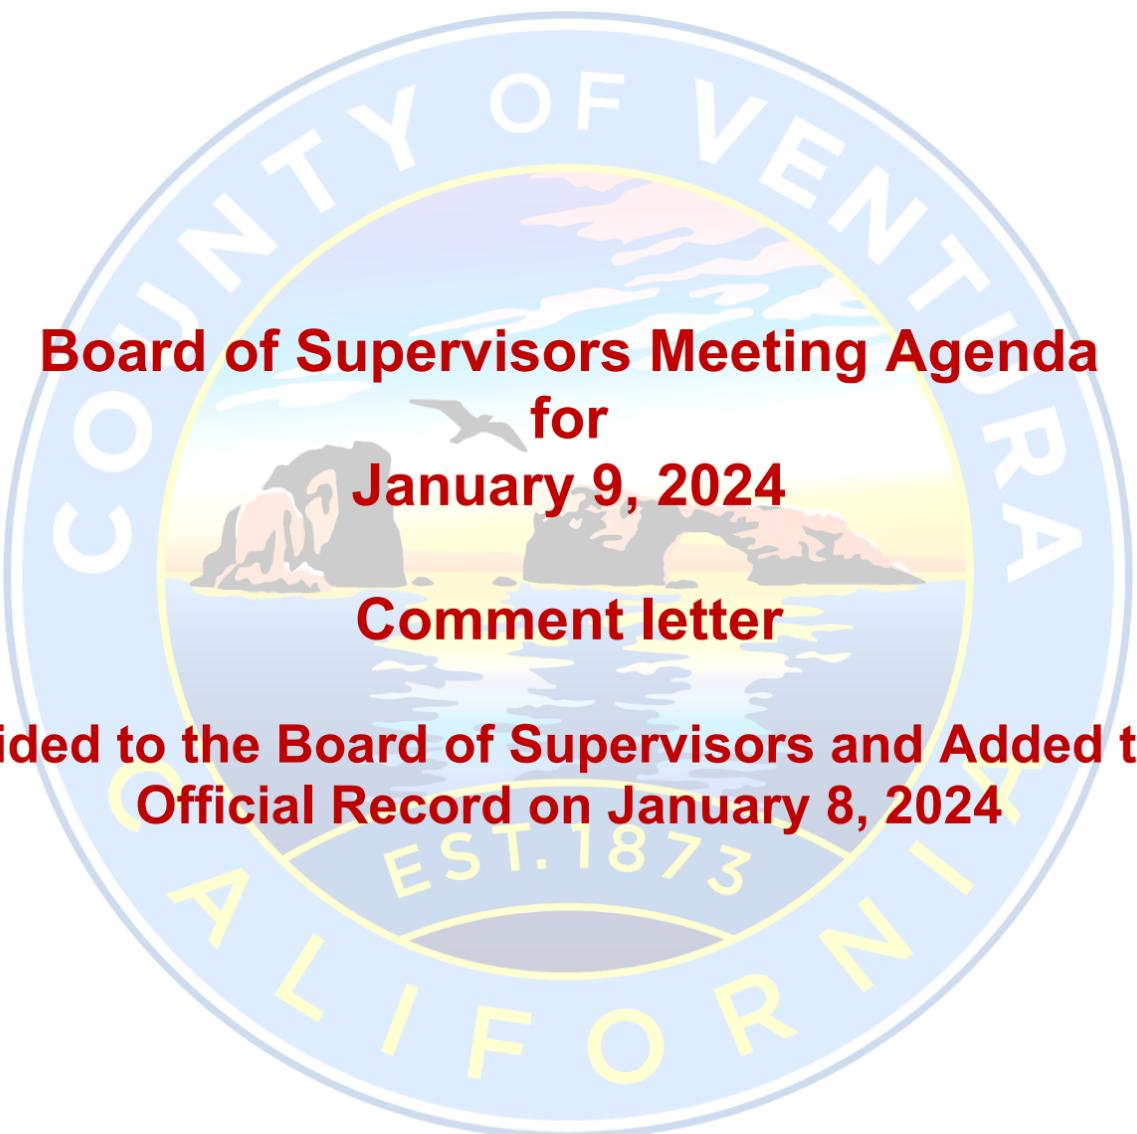 COUNTY OF VENTURA
Board of Supervisors Meeting Agenda
for
January 9, 2024
Comment letter
ided to the Board of Supervisors and Added t
Official Record on January 8, 2024
EST. 1873
CALIFORNIA